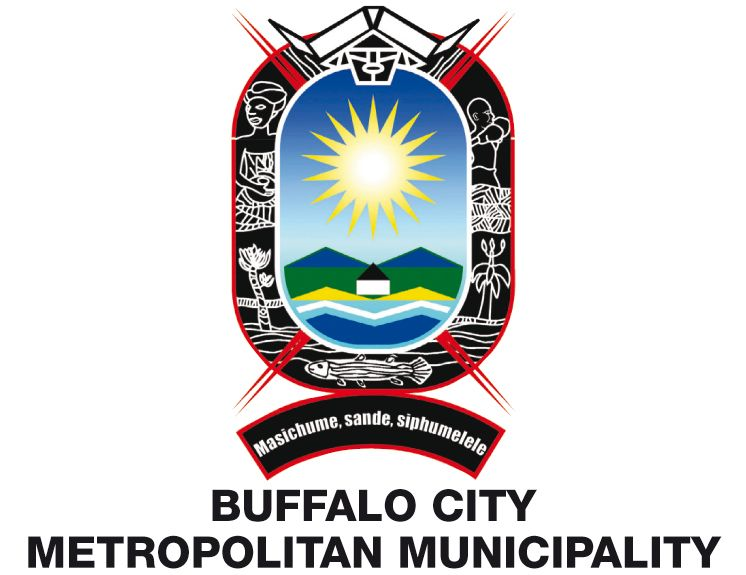 Masichume, sande, siphumelele
BUFFALO CITY
METROPOLITAN MUNICIPALITY